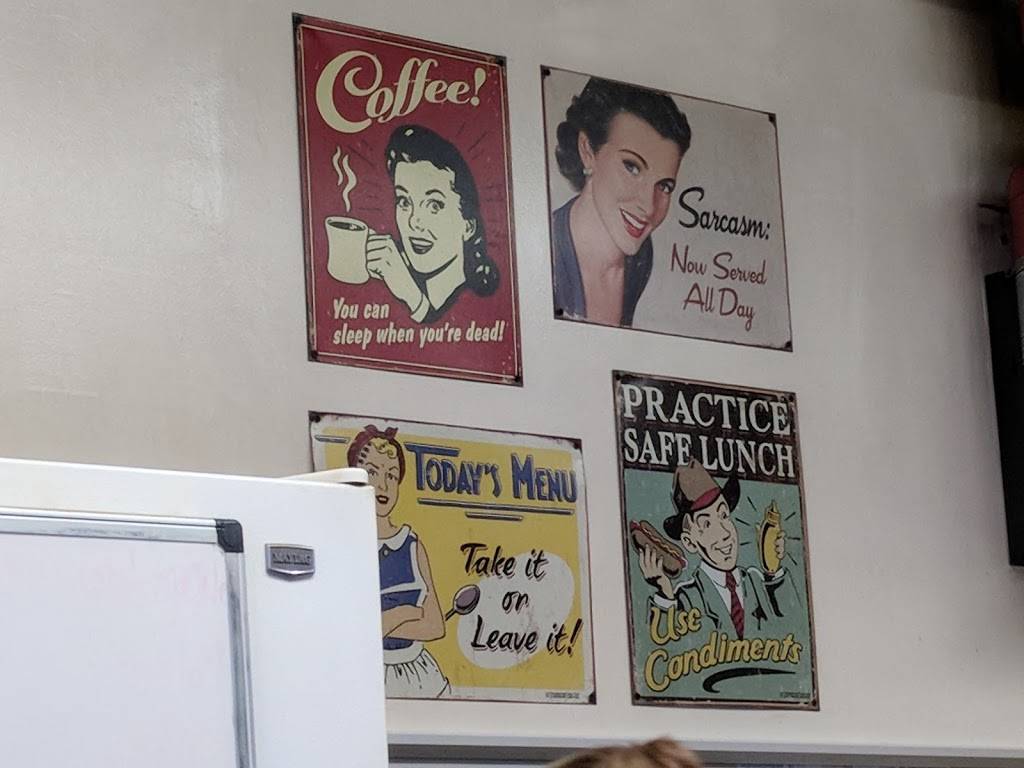 Coffee!
You can
sleep when you're dead!
Sarcasm:
Now Served
All Day
TODAY'S MENU
Take it
or
Leave it!
PRACTICE
SAFE LUNCH
Use
Condiments
MAYTAG